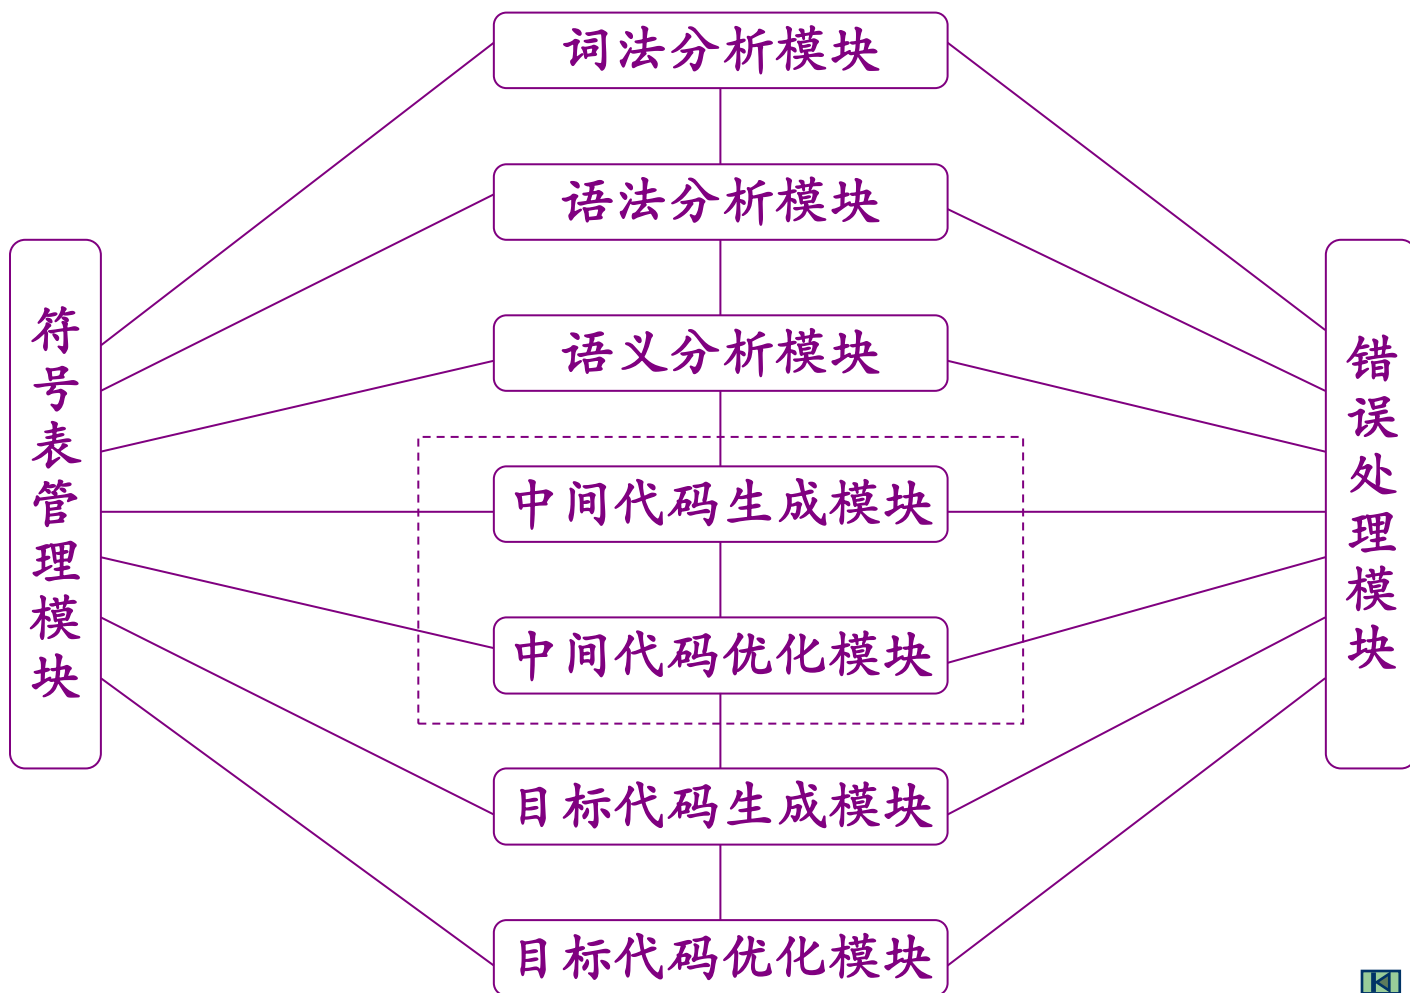 词法分析模块
语法分析模块
语义分析模块
中间代码生成模块
中间代码优化模块
目标代码生成模块
目标代码优化模块
符号表管理模块
错误处理模块